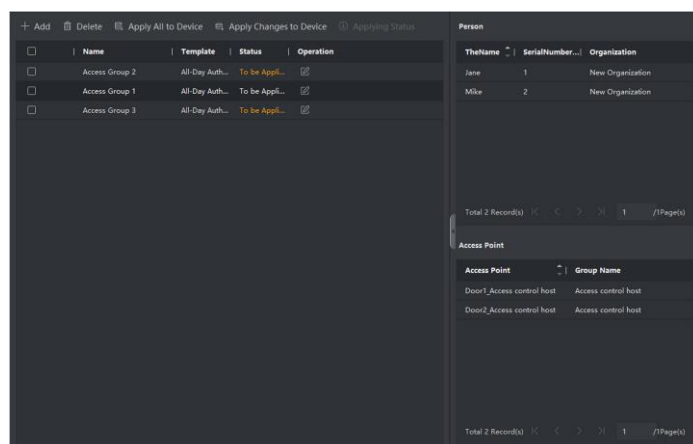 Add Delete Apply All to Device Apply Changes to Device Applying Status
Name Template Status Operation
Access Group 2 All-Day Auth... To be Appli...
Access Group 1 All-Day Auth... To be Appli...
Access Group 3 All-Day Auth... To be Appli...
Person
TheName SerialNumber... Organization
Jane 1 New Organization
Mike 2 New Organization
Total 2 Record(s) 1 /1Page(s)
Access Point
Access Point Group Name
Door1_Access control host Access control host
Door2_Access control host Access control host
Total 2 Record(s) 1 /1Page(s)